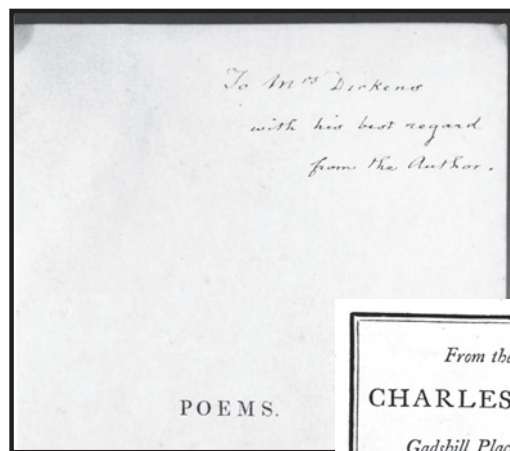 To Mrs Dickens
with his best regard
from the Author.
POEMS.
From the
CHARLES
Gadshill Plac